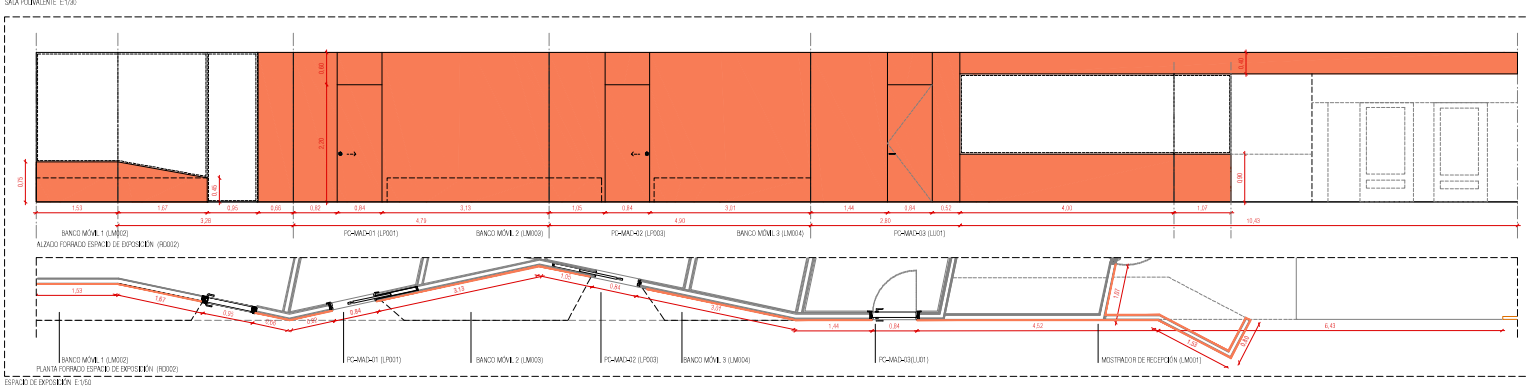 SALA POLIVALENTE E:1/30
0,60
0,40
2,20
0,75
0,45
0,90
1,53 1,67 0,95 0,66 0,82 0,84 3,13 1,05 0,84 3,01 1,44 0,84 0,52 4,00 1,07
3,28 4,79 4,90 2,80 10,43
BANCO MÓVIL 1 (LM002) PC-MAD-01 (LP001) BANCO MÓVIL 2 (LM003) PC-MAD-02 (LP003) BANCO MÓVIL 3 (LM004) PC-MAD-03 (LU01)
ALZADO FORRADO ESPACIO DE EXPOSICIÓN (RD002)
1,53 1,67 0,95 0,84 3,13 1,05 0,84 3,01 1,44 0,84 4,52 6,43
BANCO MÓVIL 1 (LM002) PC-MAD-01 (LP001) BANCO MÓVIL 2 (LM003) PC-MAD-02 (LP003) BANCO MÓVIL 3 (LM004) PC-MAD-03(LU01) MOSTRADOR DE RECEPCIÓN (LM001)
PLANTA FORRADO ESPACIO DE EXPOSICIÓN (RD002)
ESPACIO DE EXPOSICIÓN E:1/50